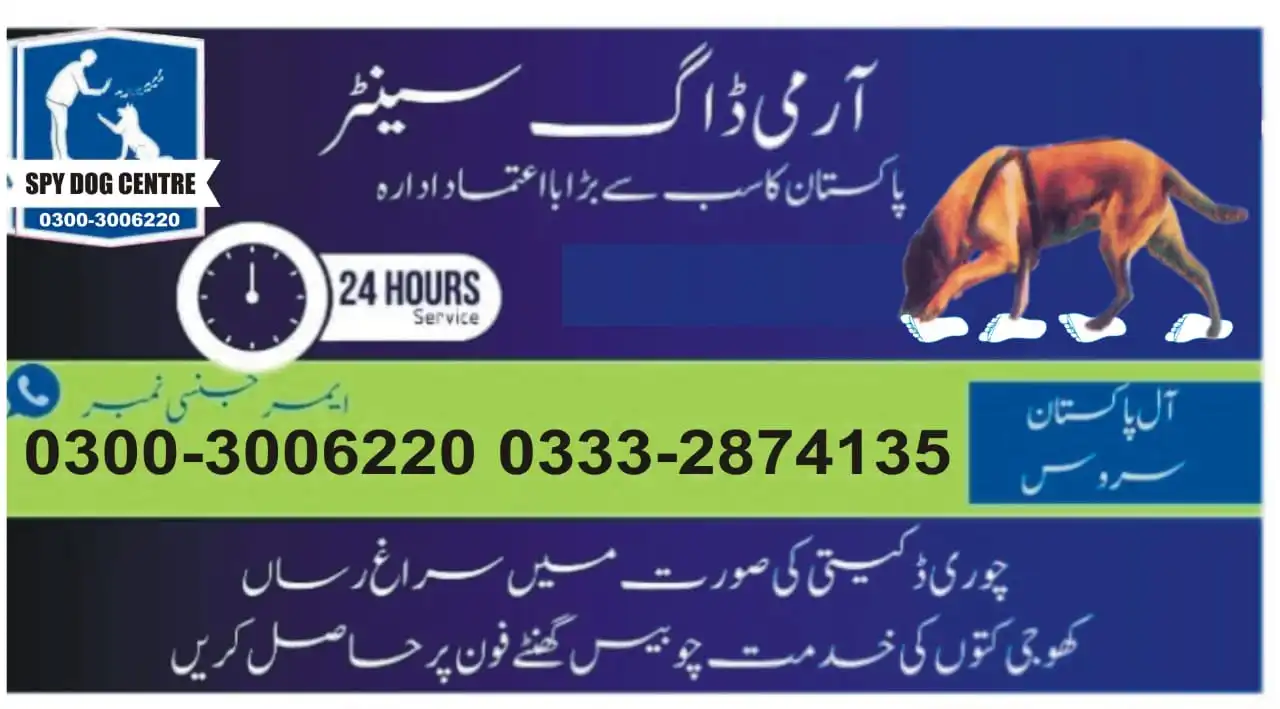 SPY DOG CENTRE
0300-3006220
آرمی ڈاگ سینٹر
پاکستان کا سب سے بڑا بااعتماد ادارہ
24 HOURS
Service
ایمرجنسی نمبر
0300-3006220 0333-2874135
آل پاکستان
سروس
چوری ڈکیتی کی صورت میں سراغ رساں
کھوجی کتوں کی خدمت چوبیس گھنٹے فون پر حاصل کریں